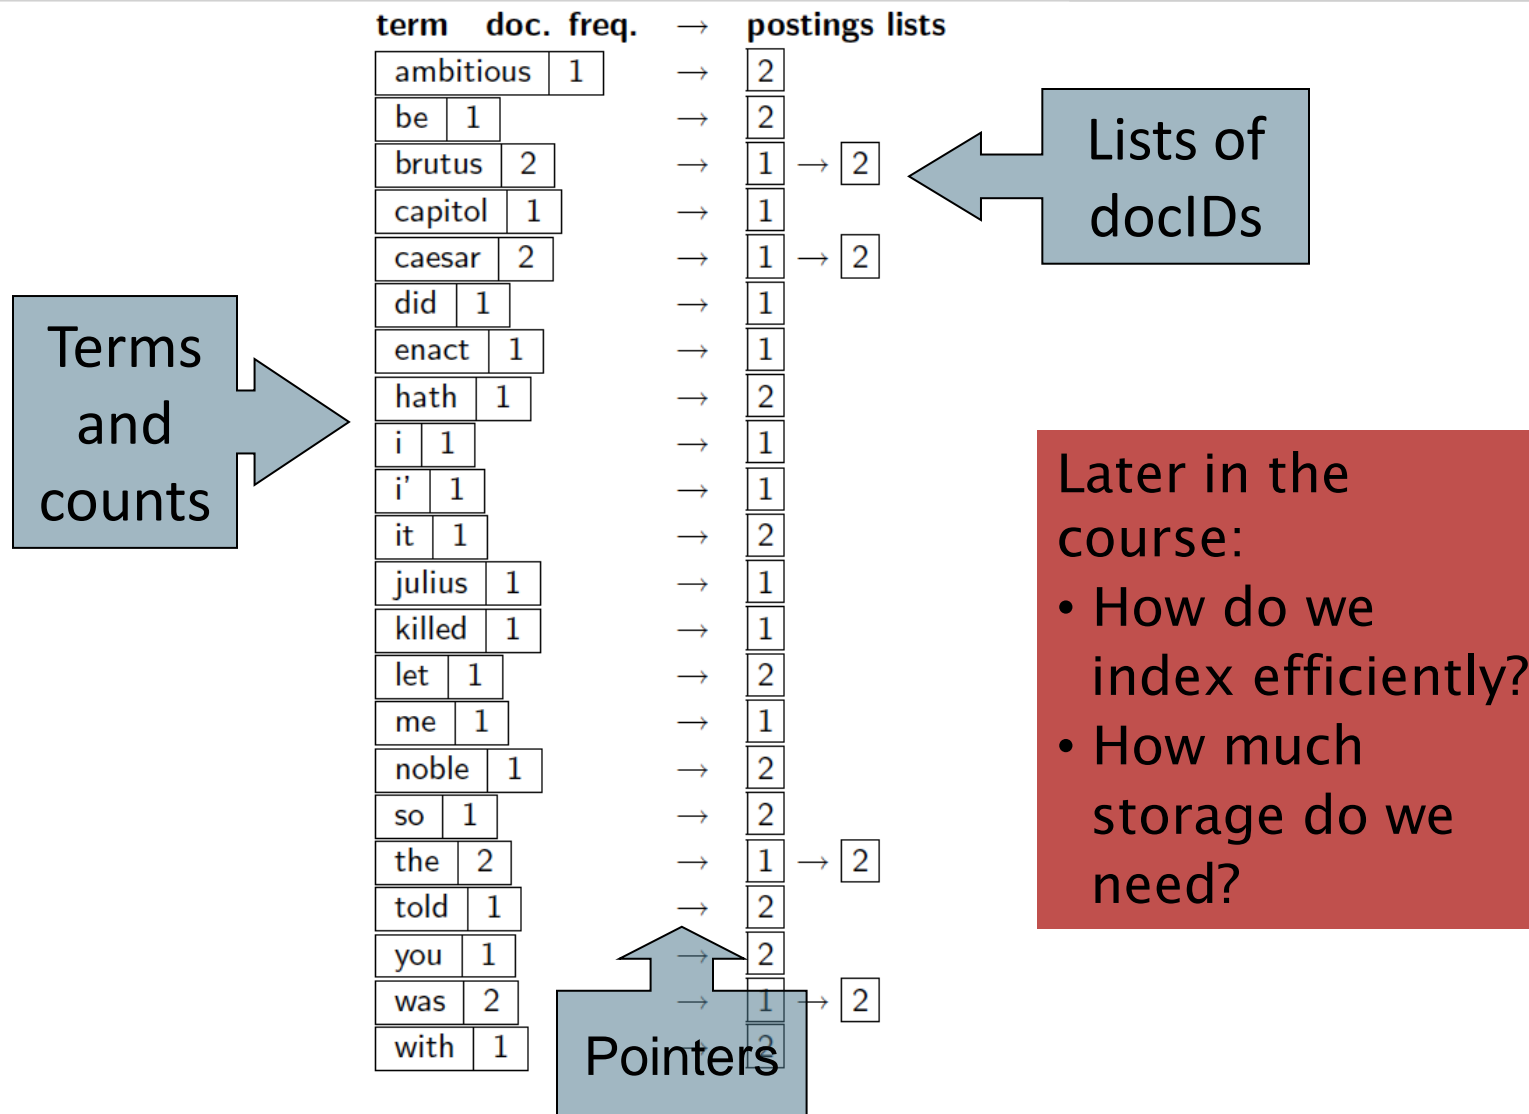 term doc. freq. → postings lists
ambitious 1 → 2
be 1 → 2
brutus 2 → 1 → 2
capitol 1 → 1
caesar 2 → 1 → 2
did 1 → 1
enact 1 → 1
hath 1 → 2
i 1 → 1
i' 1 → 1
it 1 → 2
julius 1 → 1
killed 1 → 1
let 1 → 2
me 1 → 1
noble 1 → 2
so 1 → 2
the 2 → 1 → 2
told 1 → 2
you 1 → 2
was 2 → 1 → 2
with 1 → 2
Terms
and
counts
Lists of
docIDs
Pointers
Later in the
course:
• How do we
index efficiently?
• How much
storage do we
need?